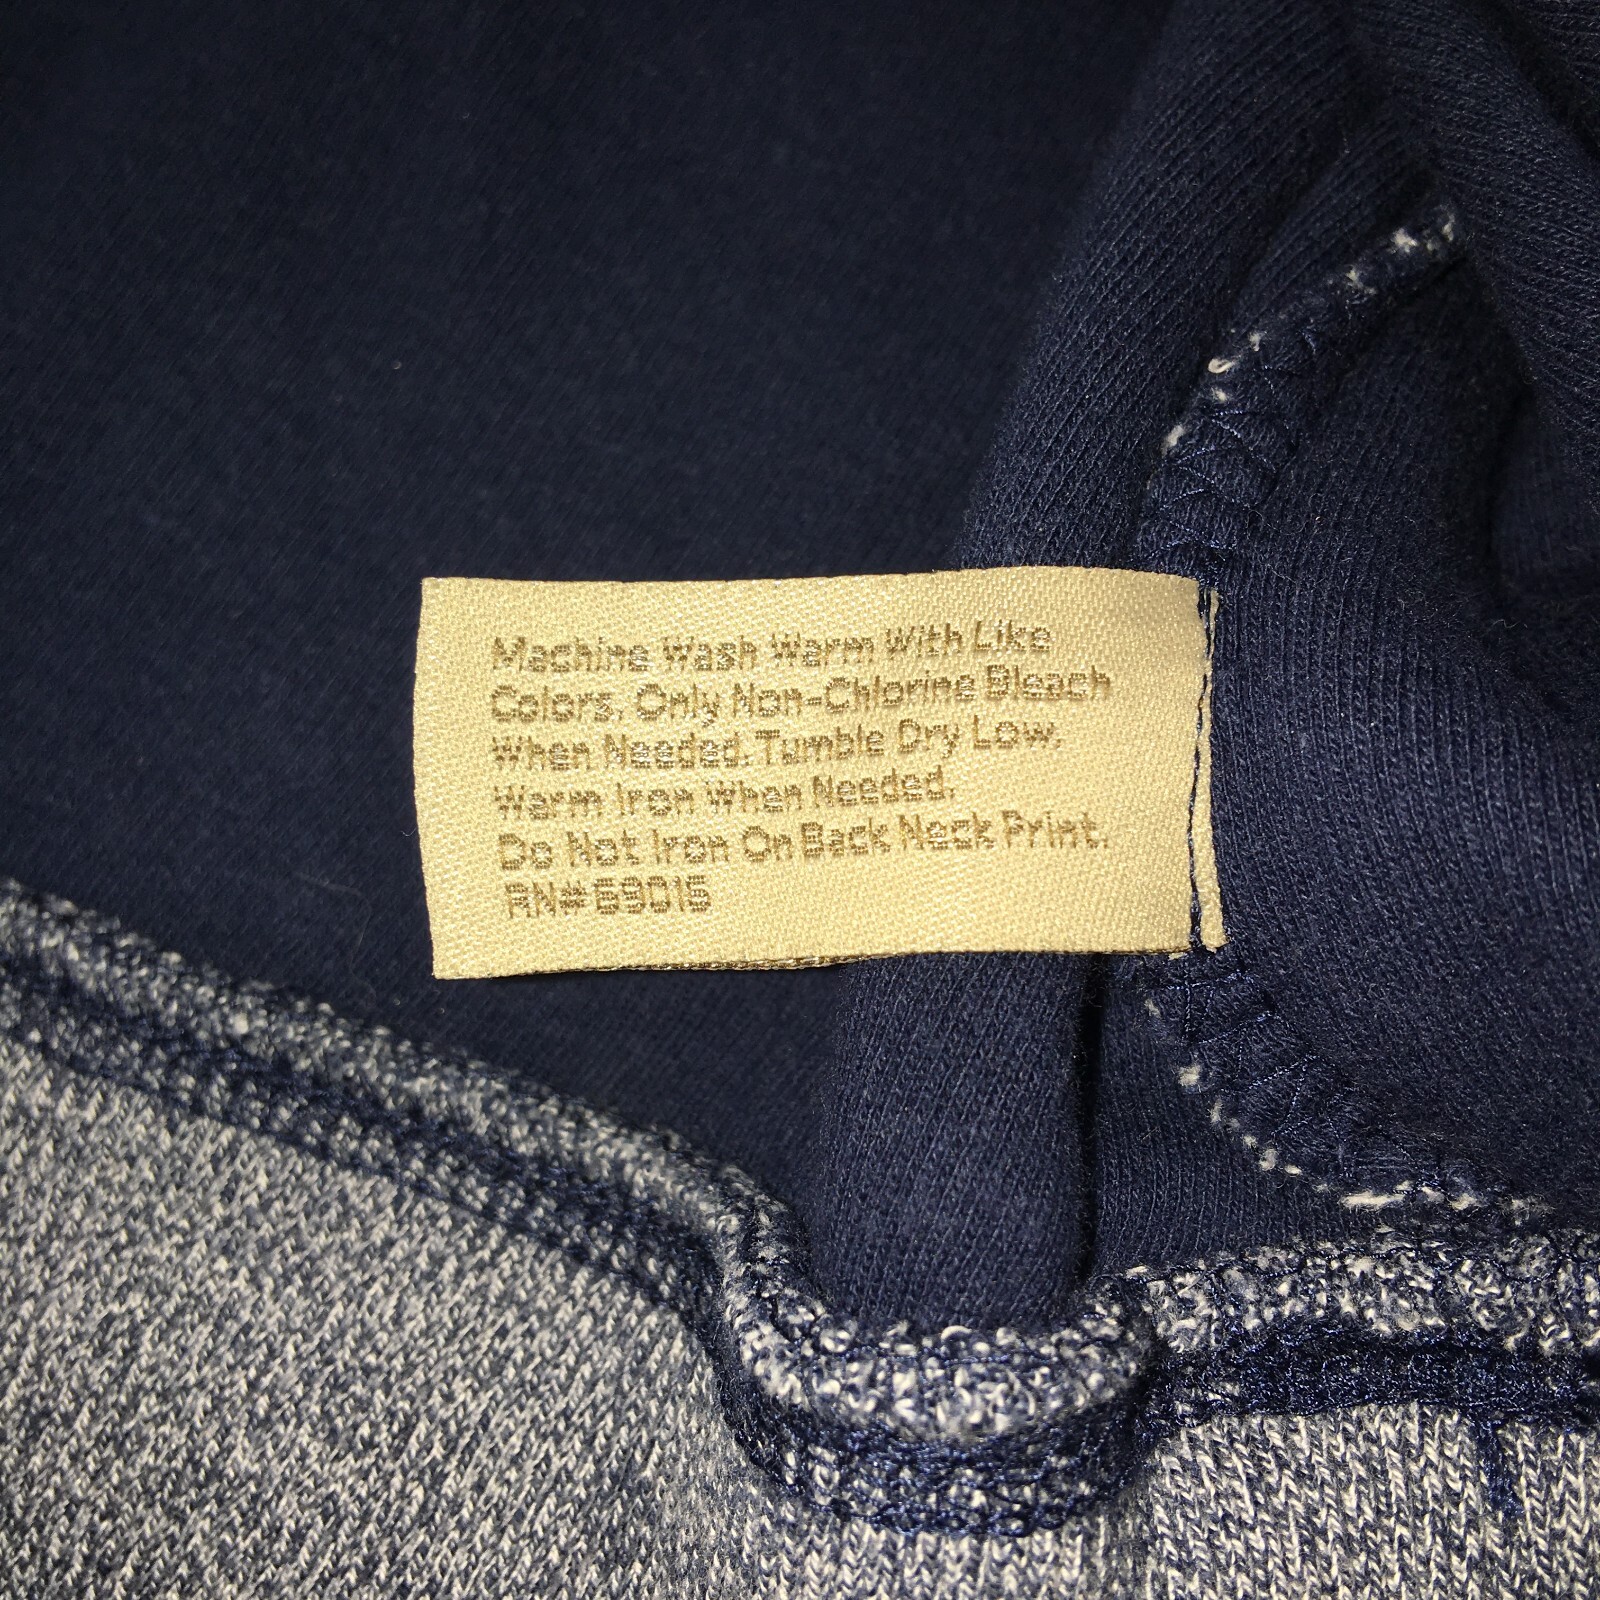 Machine Wash Warm With Like
Colors. Only Non-Chlorine Bleach
When Needed. Tumble Dry Low.
Warm Iron When Needed.
Do Not Iron On Back Neck Print.
RN#